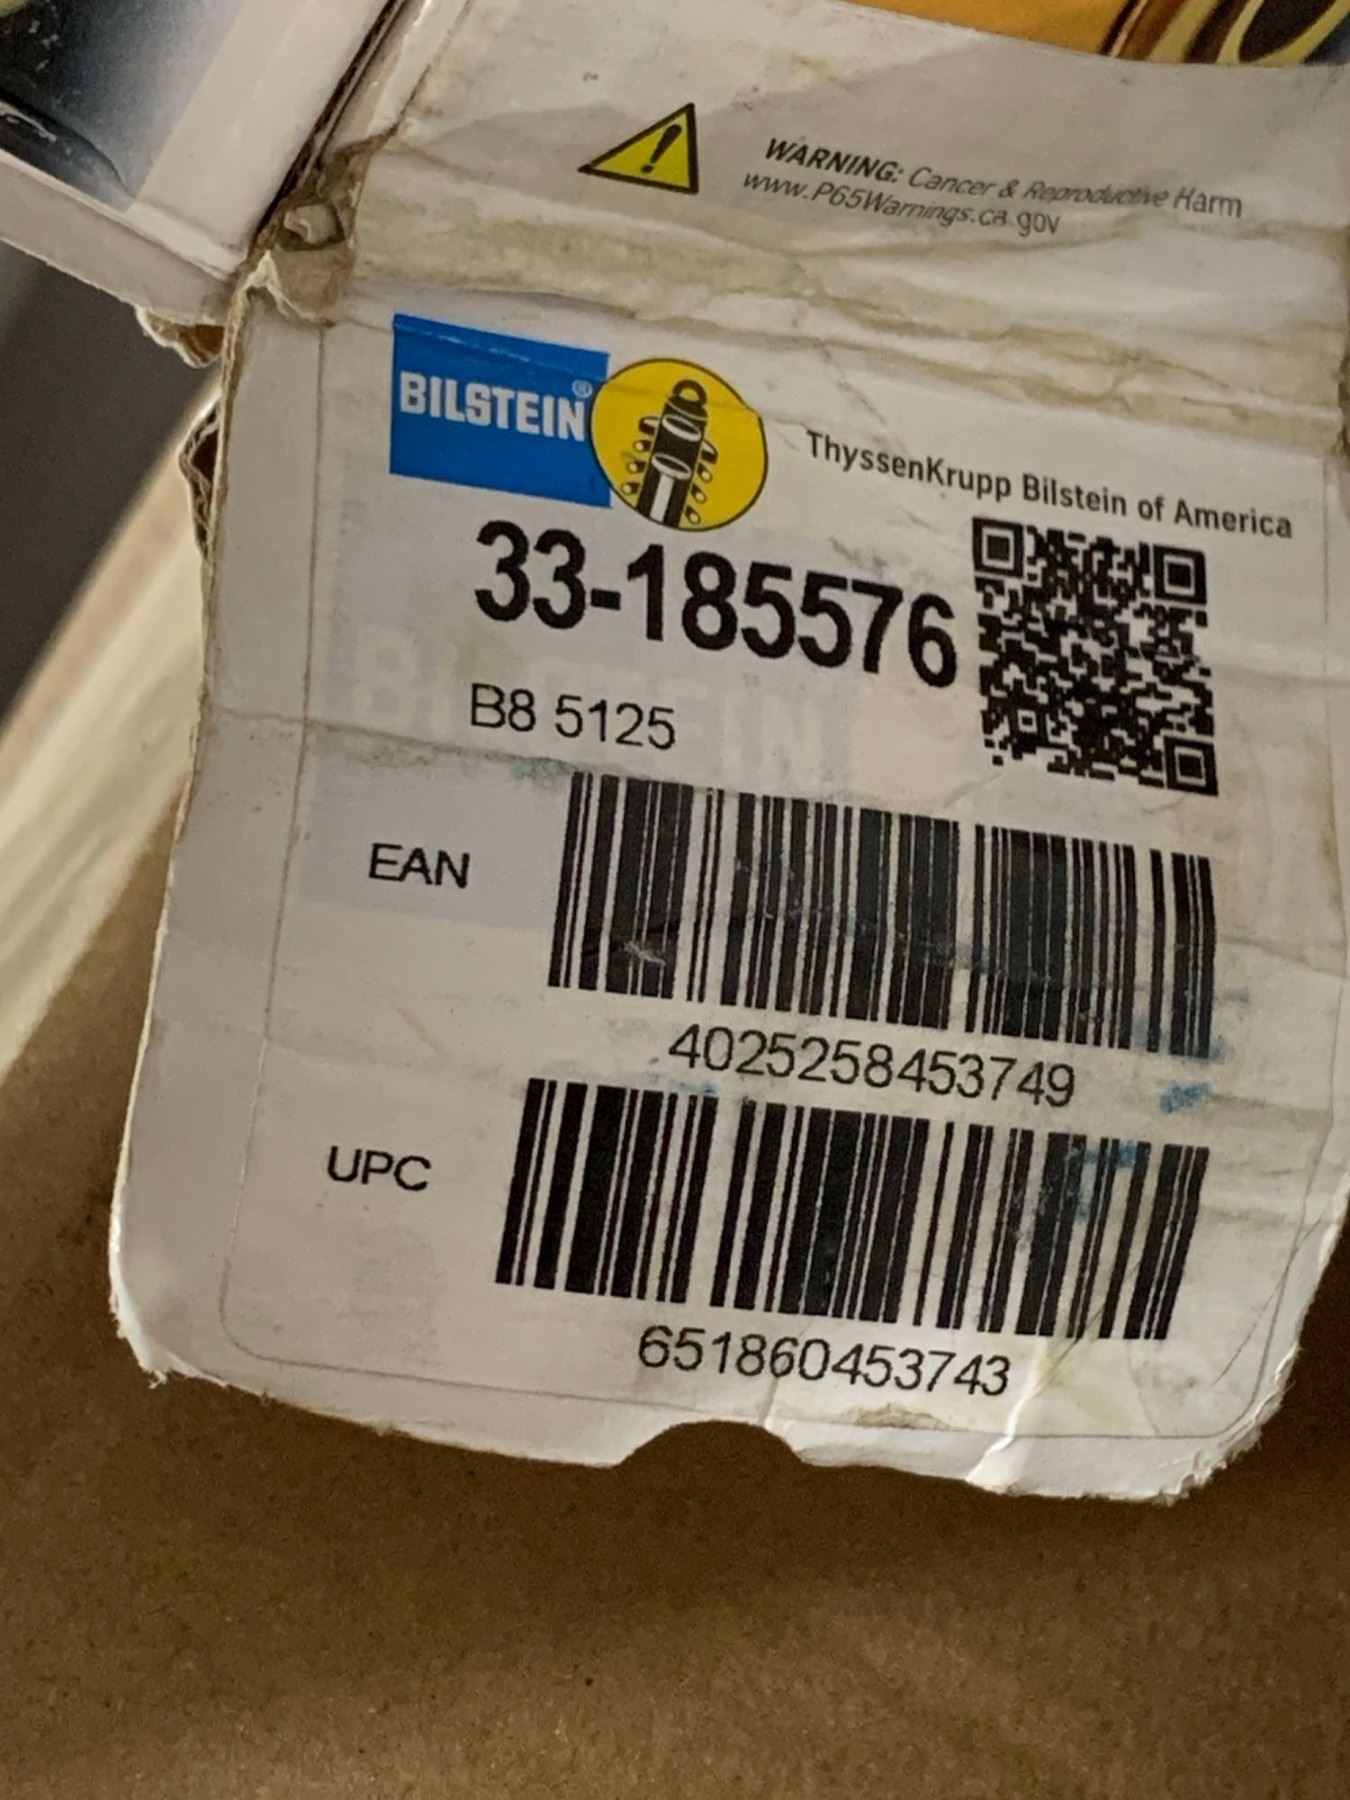 WARNING: Cancer & Reproductive Harm
www.P65Warnings.ca.gov
BILSTEIN®
ThyssenKrupp Bilstein of America
33-185576
B8 5125
EAN
4025258453749
UPC
651860453743